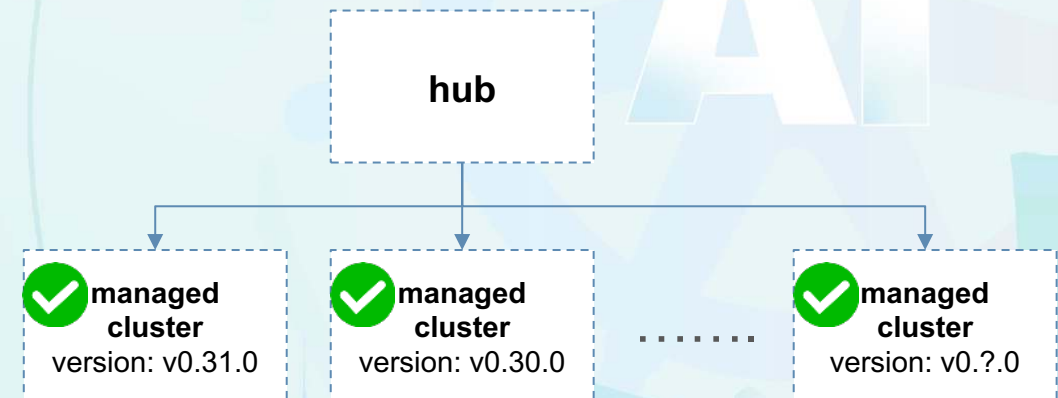 AI
hub
managed
cluster
version: v0.31.0
managed
cluster
version: v0.30.0
.......
managed
cluster
version: v0.?.0